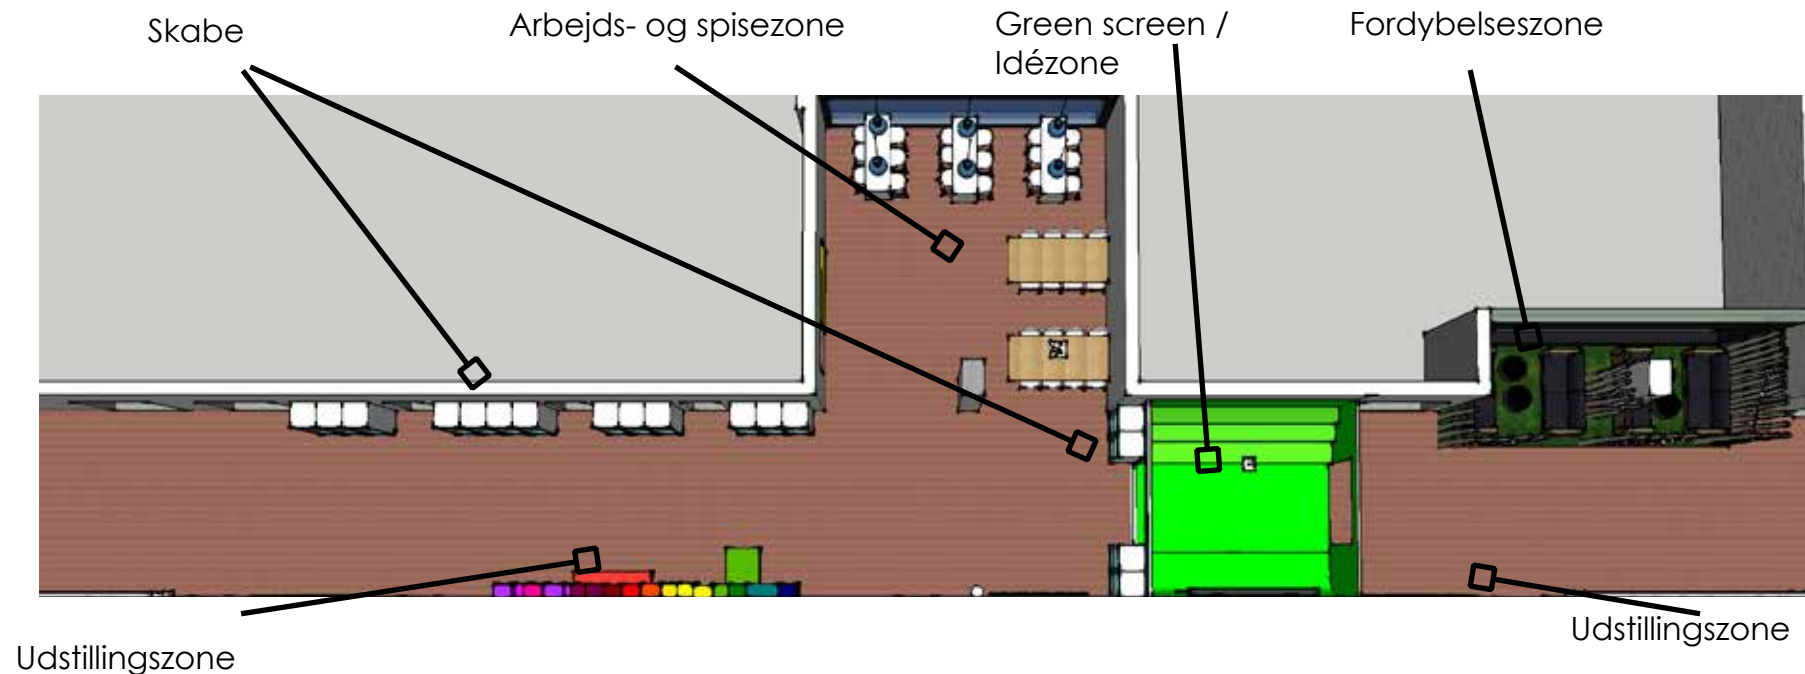 Skabe
Arbejds- og spisezone
Green screen /
Idézone
Fordybelseszone
Udstillingszone
Udstillingszone